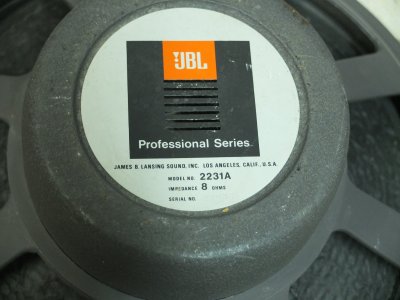 JBL
Professional Series
JAMES B. LANSING SOUND, INC. LOS ANGELES, CALIF., U.S.A.
MODEL NO. 2231A
IMPEDANCE 8 OHMS
SERIAL NO.